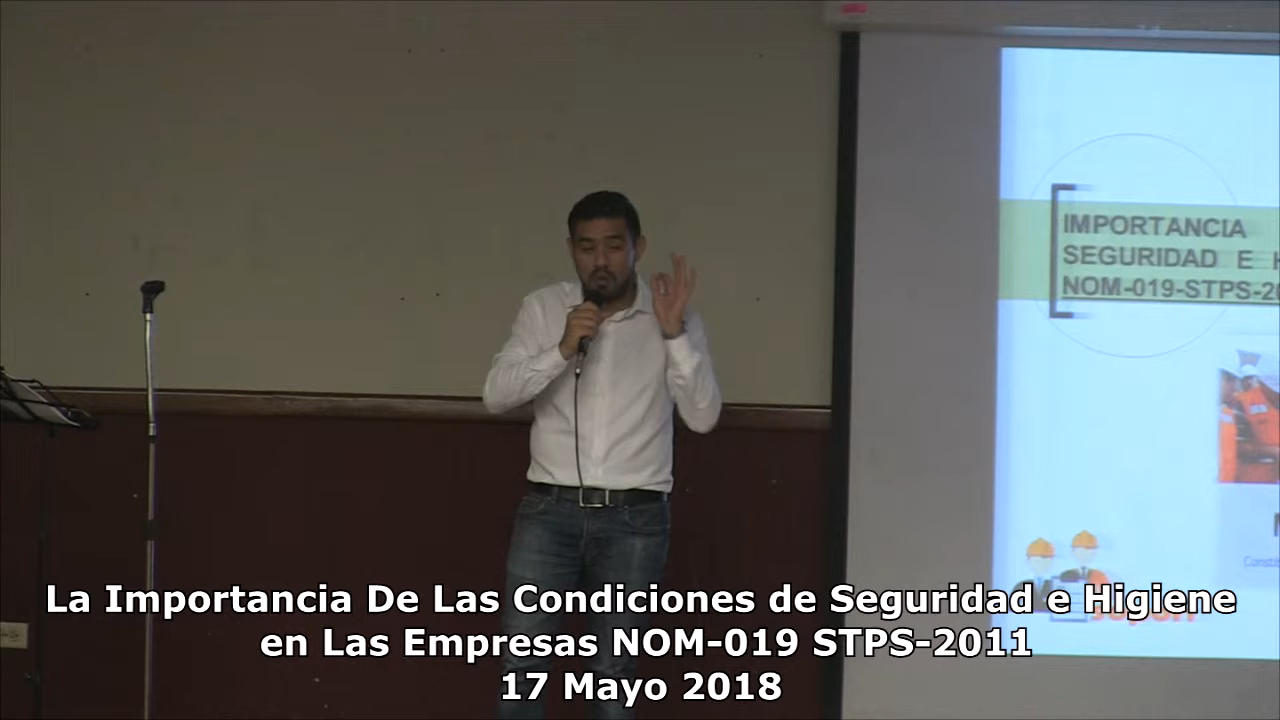 IMPORTANCIA
SEGURIDAD E
NOM-019-STPS-20
La Importancia De Las Condiciones de Seguridad e Higiene
en Las Empresas NOM-019 STPS-2011
17 Mayo 2018